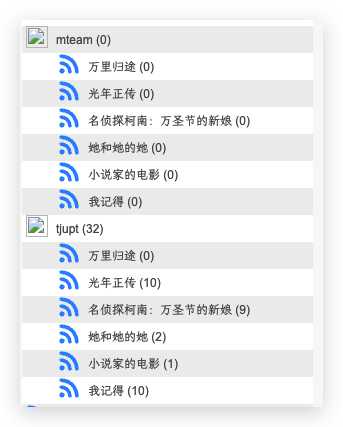 mteam (0)
万里归途 (0)
光年正传 (0)
名侦探柯南：万圣节的新娘 (0)
她和她的她 (0)
小说家的电影 (0)
我记得 (0)
tjupt (32)
万里归途 (0)
光年正传 (10)
名侦探柯南：万圣节的新娘 (9)
她和她的她 (2)
小说家的电影 (1)
我记得 (10)